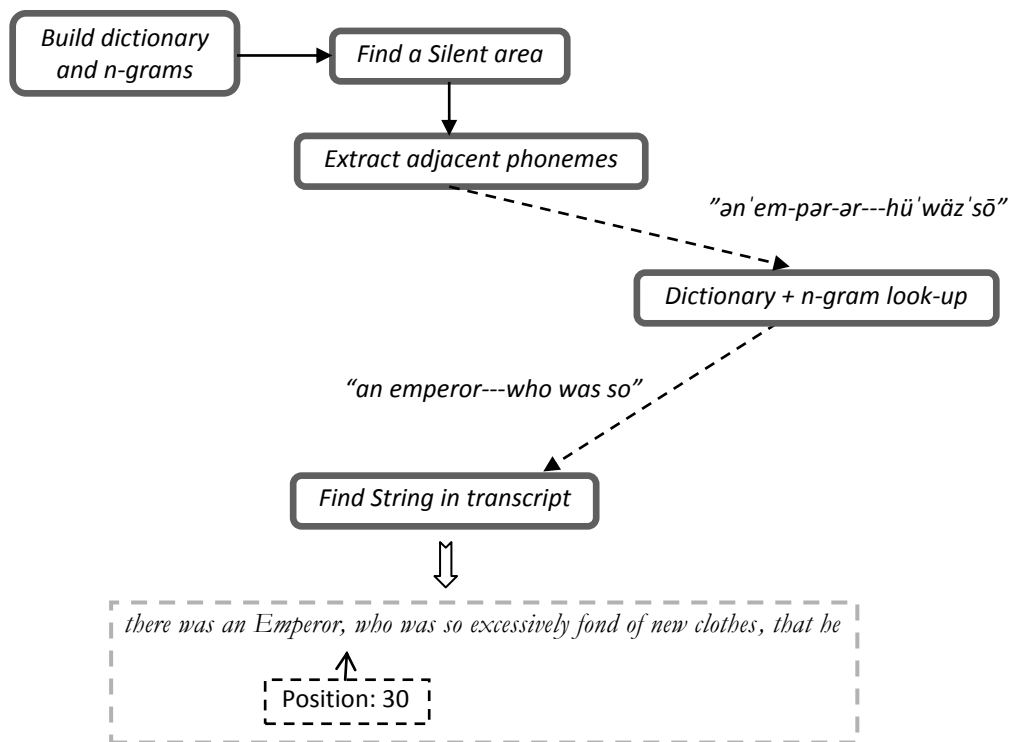 Build dictionary
and n-grams
Find a Silent area
Extract adjacent phonemes
”ənˈem-pər-ər---hüˈwäzˈsō”
Dictionary + n-gram look-up
“an emperor---who was so”
Find String in transcript
there was an Emperor, who was so excessively fond of new clothes, that he
Position: 30